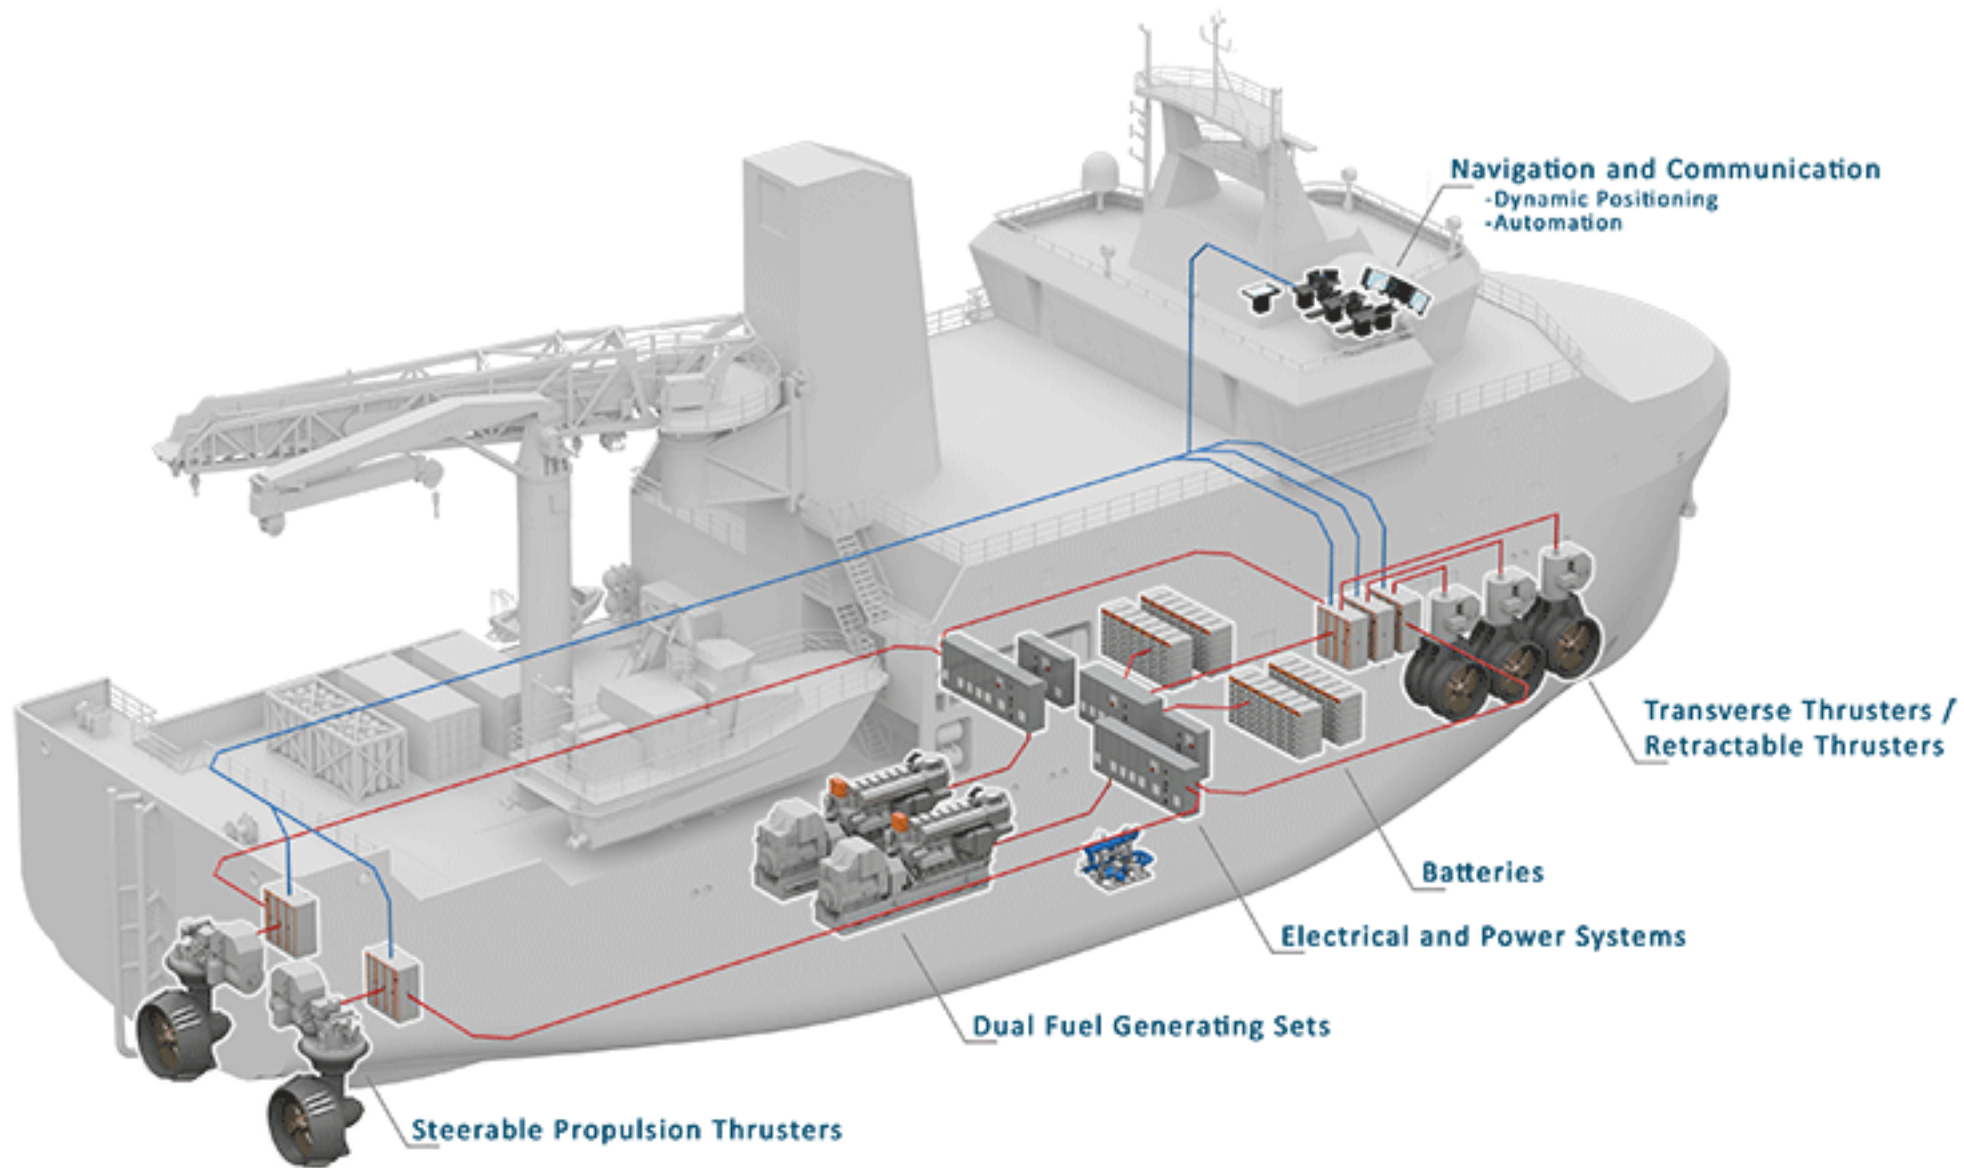 Navigation and Communication
-Dynamic Positioning
-Automation
Transverse Thrusters /
Retractable Thrusters
Batteries
Electrical and Power Systems
Dual Fuel Generating Sets
Steerable Propulsion Thrusters